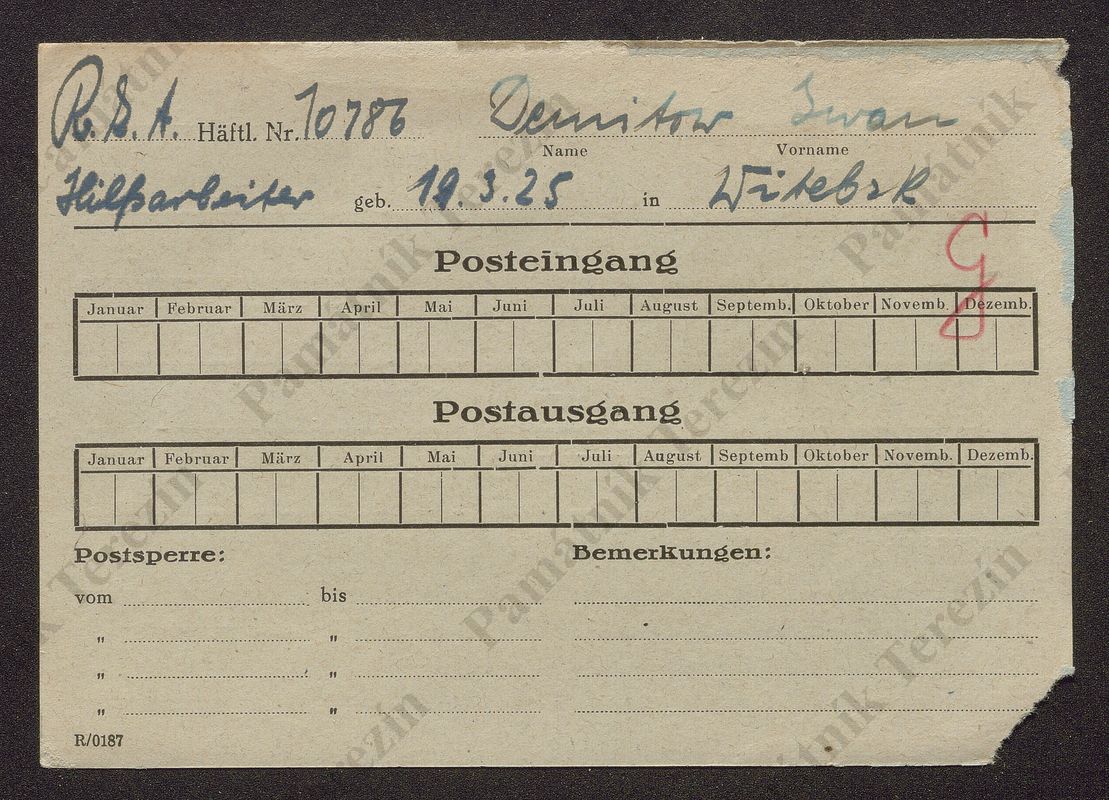 R.S.A. Häftl. Nr. 10786 Demitow Iwan
Name Vorname
Hilfsarbeiter geb. 19.3.25 in Witebsk
Posteingang
Januar Februar März April Mai Juni Juli August Septemb. Oktober Novemb. Dezemb.
Postausgang
Januar Februar März April Mai Juni Juli August Septemb Oktober Novemb. Dezemb.
Postsperre: Bemerkungen:
vom bis
„ „
„ „
„ „
R/0187
Památník Terezín